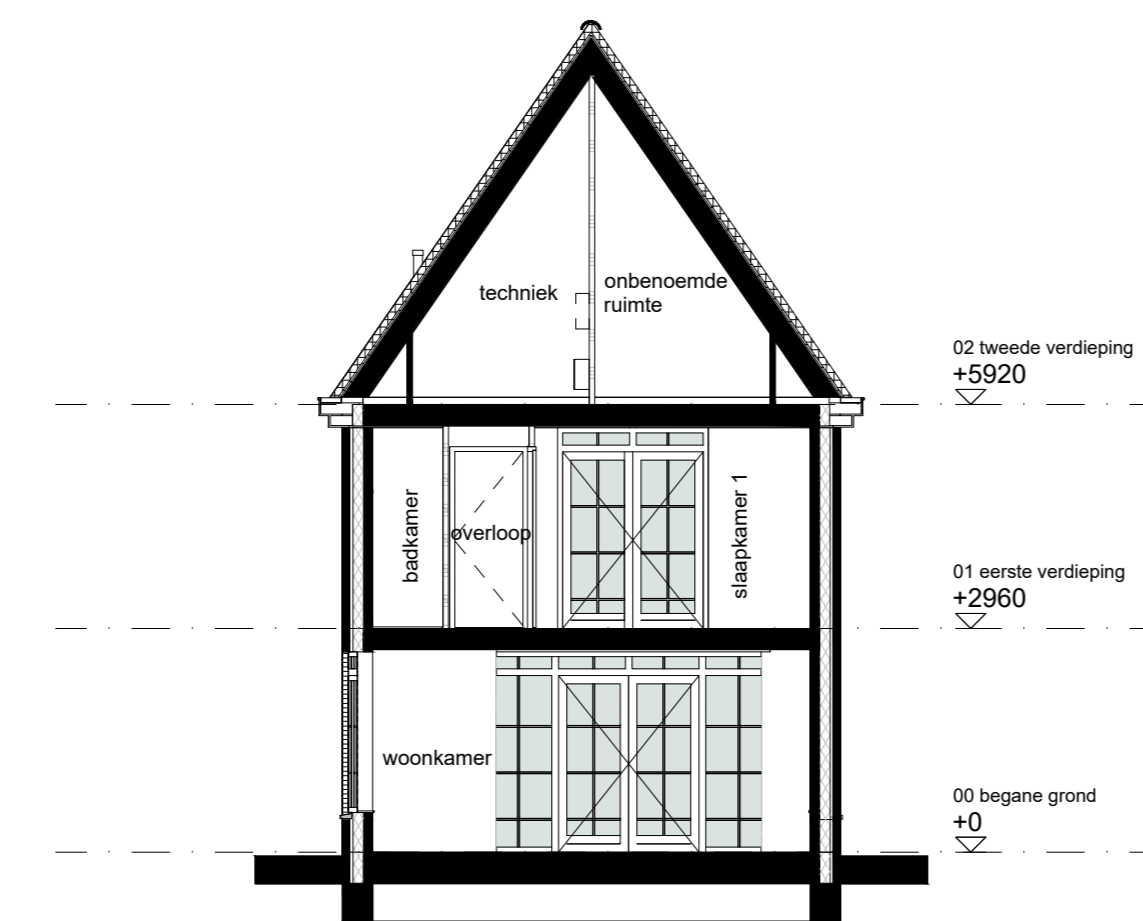 techniek
onbenoemde
ruimte
02 tweede verdieping
+5920
badkamer
overloop
slaapkamer 1
01 eerste verdieping
+2960
woonkamer
00 begane grond
+0